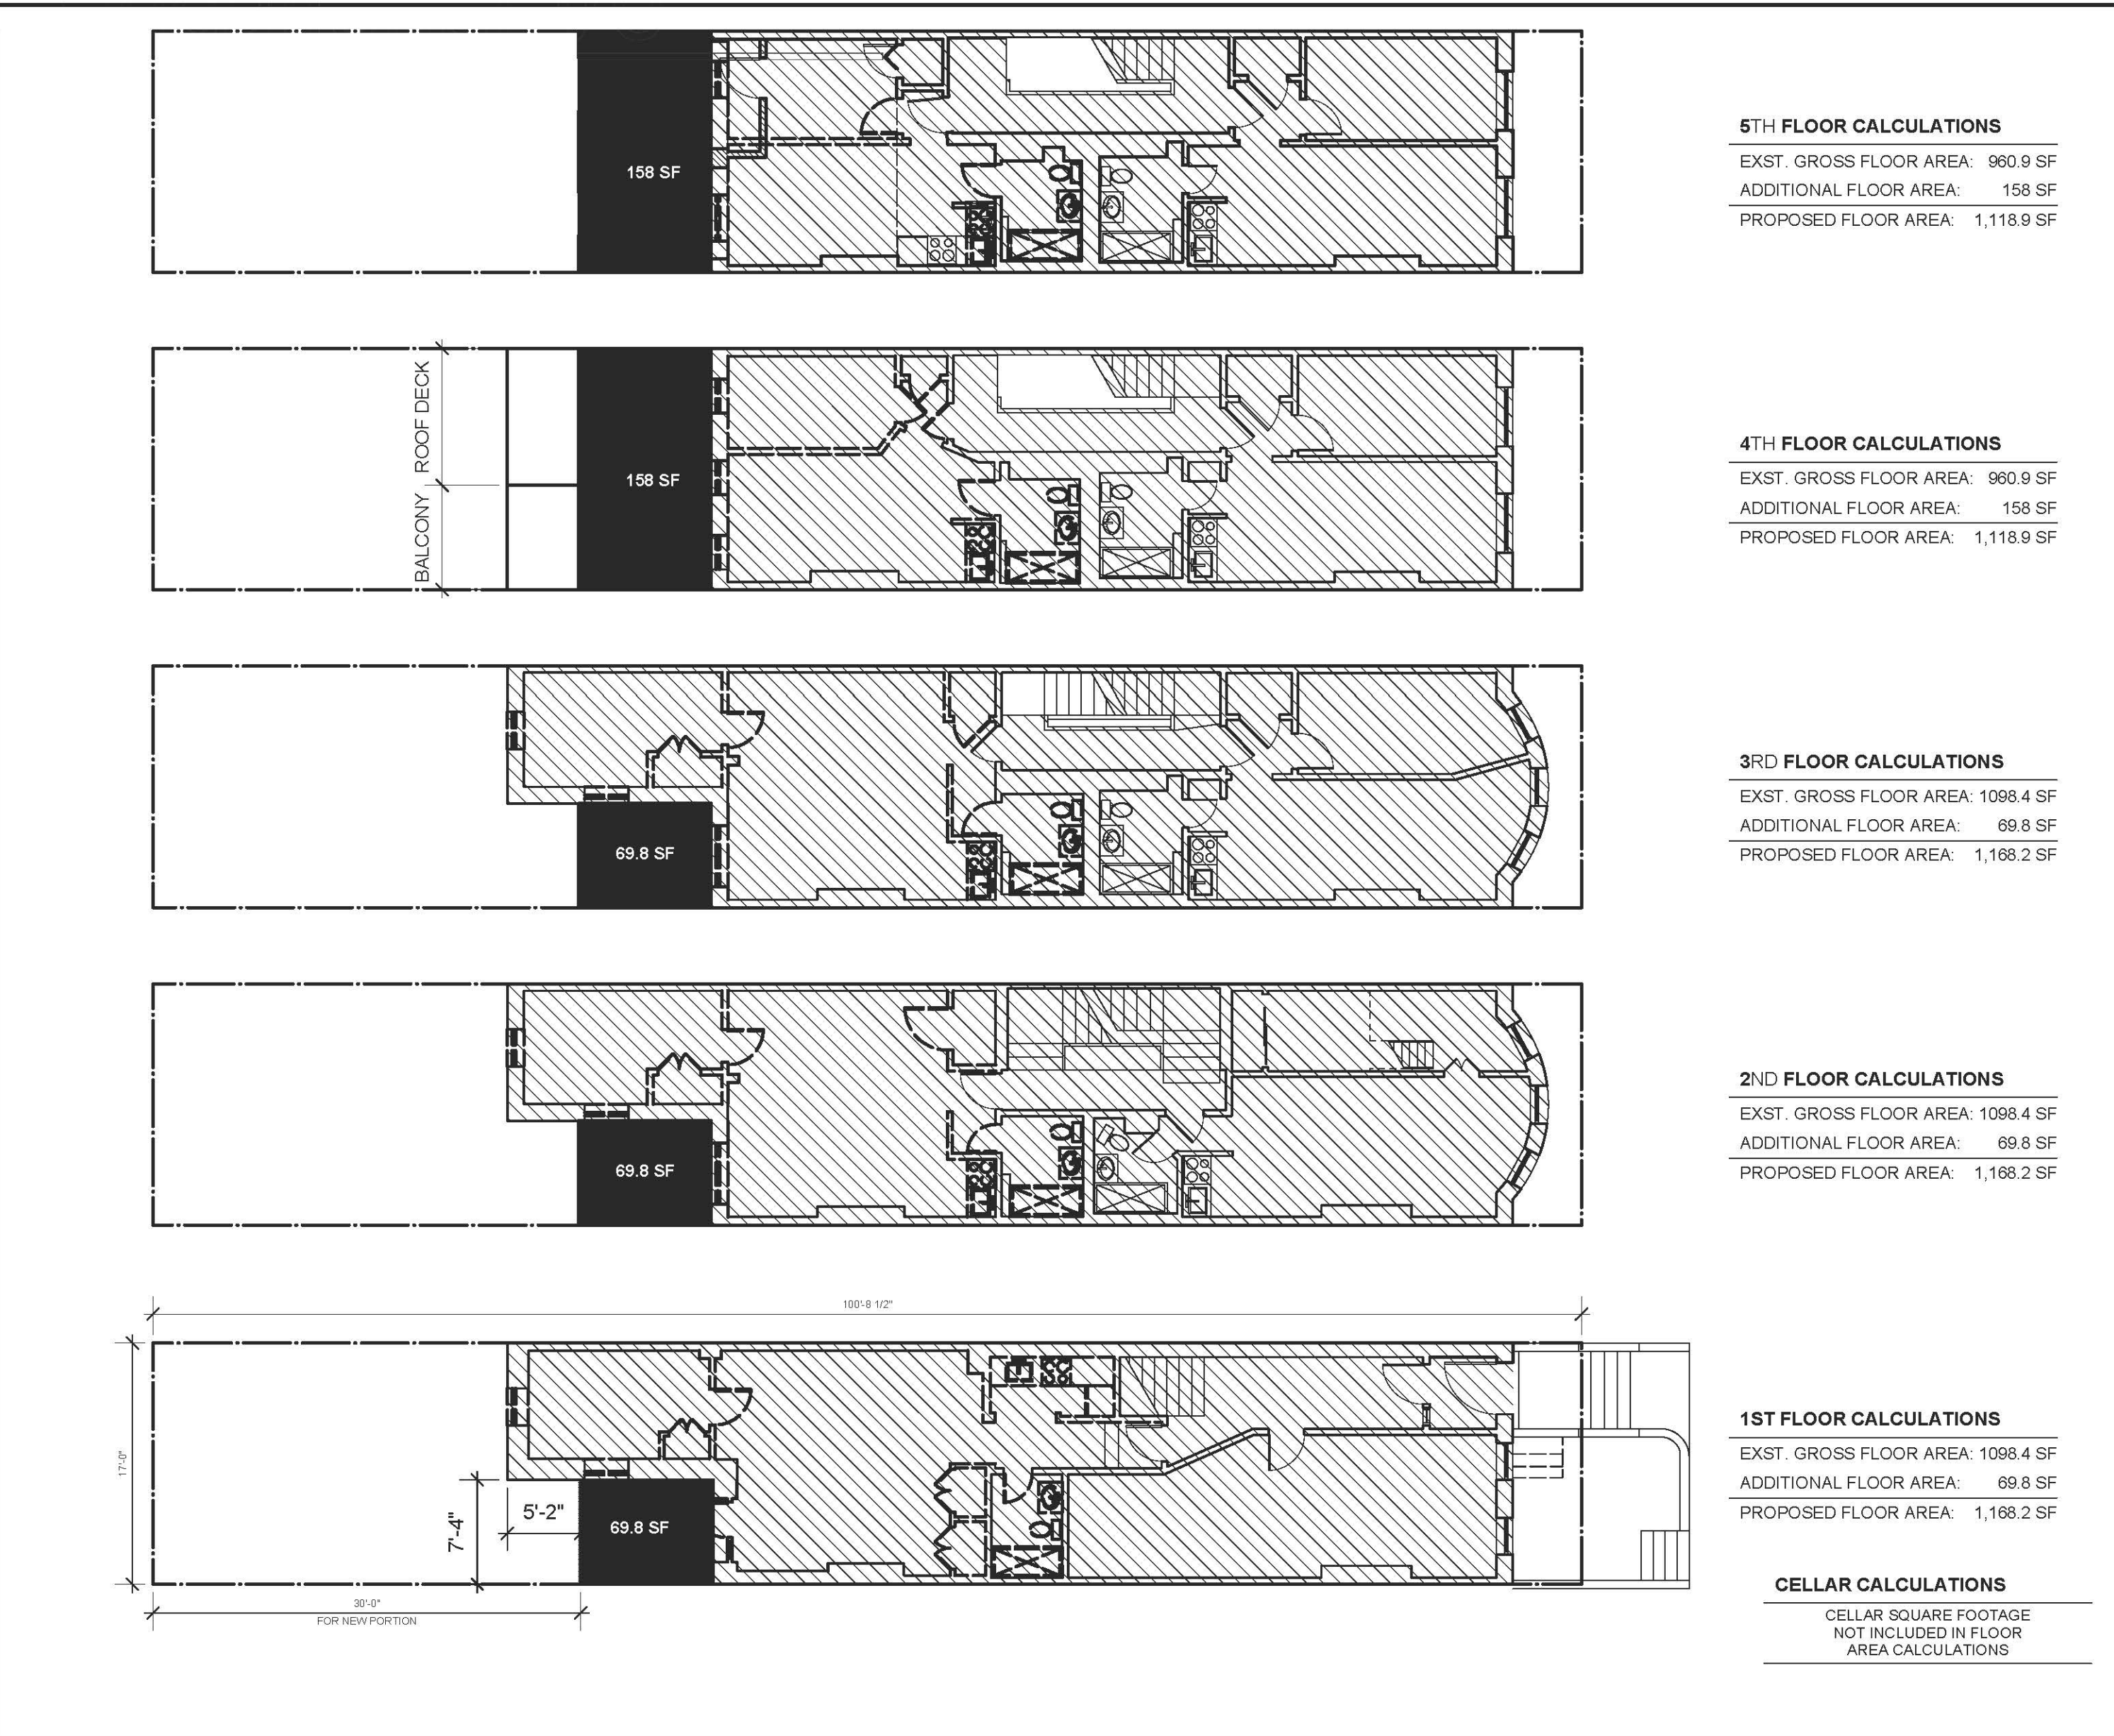 158 SF
5TH FLOOR CALCULATIONS
EXST. GROSS FLOOR AREA: 960.9 SF
ADDITIONAL FLOOR AREA: 158 SF
PROPOSED FLOOR AREA: 1,118.9 SF
BALCONY
ROOF DECK
158 SF
4TH FLOOR CALCULATIONS
EXST. GROSS FLOOR AREA: 960.9 SF
ADDITIONAL FLOOR AREA: 158 SF
PROPOSED FLOOR AREA: 1,118.9 SF
69.8 SF
3RD FLOOR CALCULATIONS
EXST. GROSS FLOOR AREA: 1098.4 SF
ADDITIONAL FLOOR AREA: 69.8 SF
PROPOSED FLOOR AREA: 1,168.2 SF
69.8 SF
2ND FLOOR CALCULATIONS
EXST. GROSS FLOOR AREA: 1098.4 SF
ADDITIONAL FLOOR AREA: 69.8 SF
PROPOSED FLOOR AREA: 1,168.2 SF
100'-8 1/2"
17'-0"
7'-4"
5'-2"
69.8 SF
30'-0"
FOR NEW PORTION
1ST FLOOR CALCULATIONS
EXST. GROSS FLOOR AREA: 1098.4 SF
ADDITIONAL FLOOR AREA: 69.8 SF
PROPOSED FLOOR AREA: 1,168.2 SF
CELLAR CALCULATIONS
CELLAR SQUARE FOOTAGE
NOT INCLUDED IN FLOOR
AREA CALCULATIONS